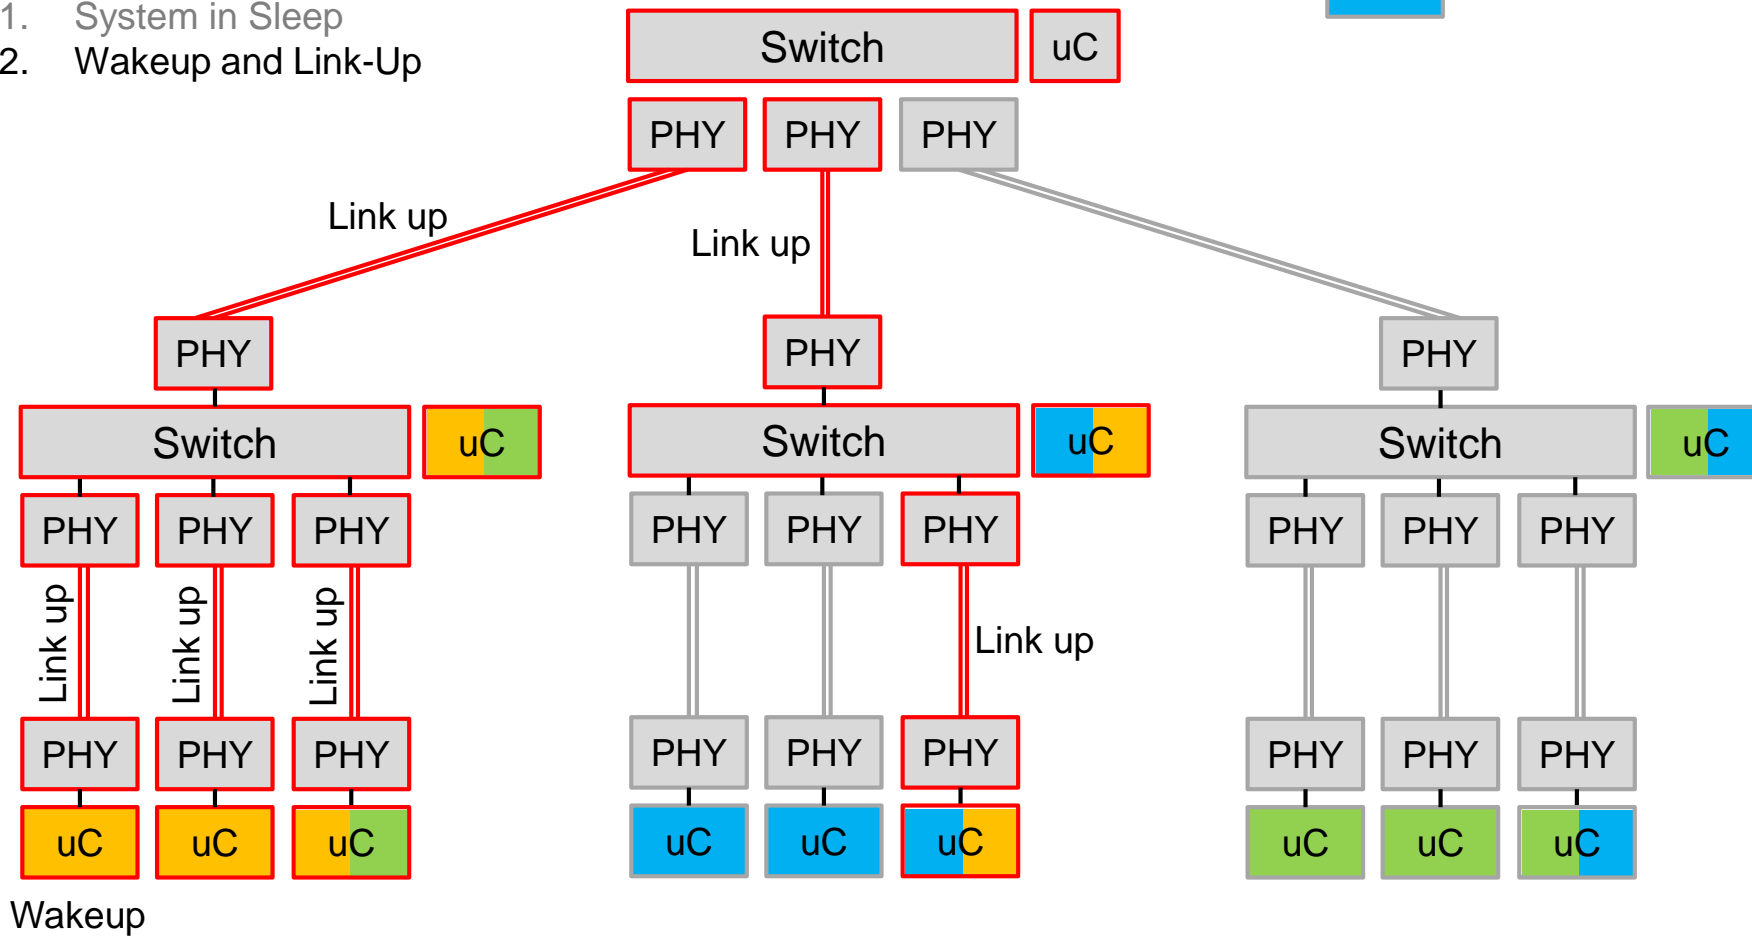 1. System in Sleep
2. Wakeup and Link-Up
Switch uC
PHY PHY PHY
Link up
Link up
PHY PHY PHY
Switch uC Switch uC Switch uC
PHY PHY PHY PHY PHY PHY PHY PHY PHY
Link up Link up Link up Link up
PHY PHY PHY PHY PHY PHY PHY PHY PHY
uC uC uC uC uC uC uC uC uC
Wakeup